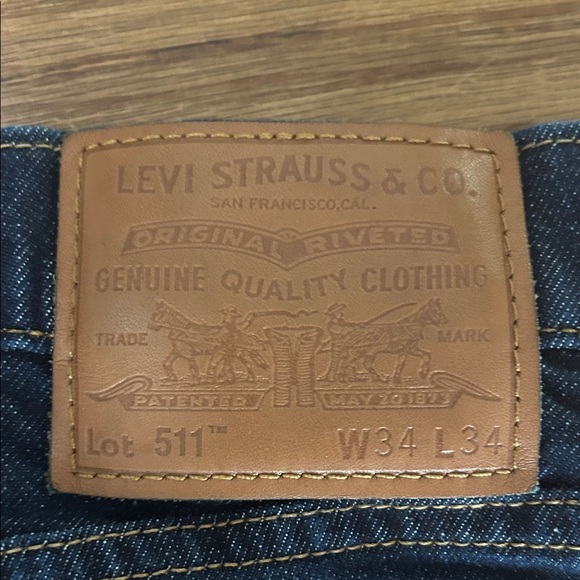 LEVI STRAUSS & CO.
SAN FRANCISCO, CAL.
ORIGINAL RIVETED
GENUINE QUALITY CLOTHING
TRADE MARK
PATENTED MAY 20 1873
Lot 511™ W34 L34